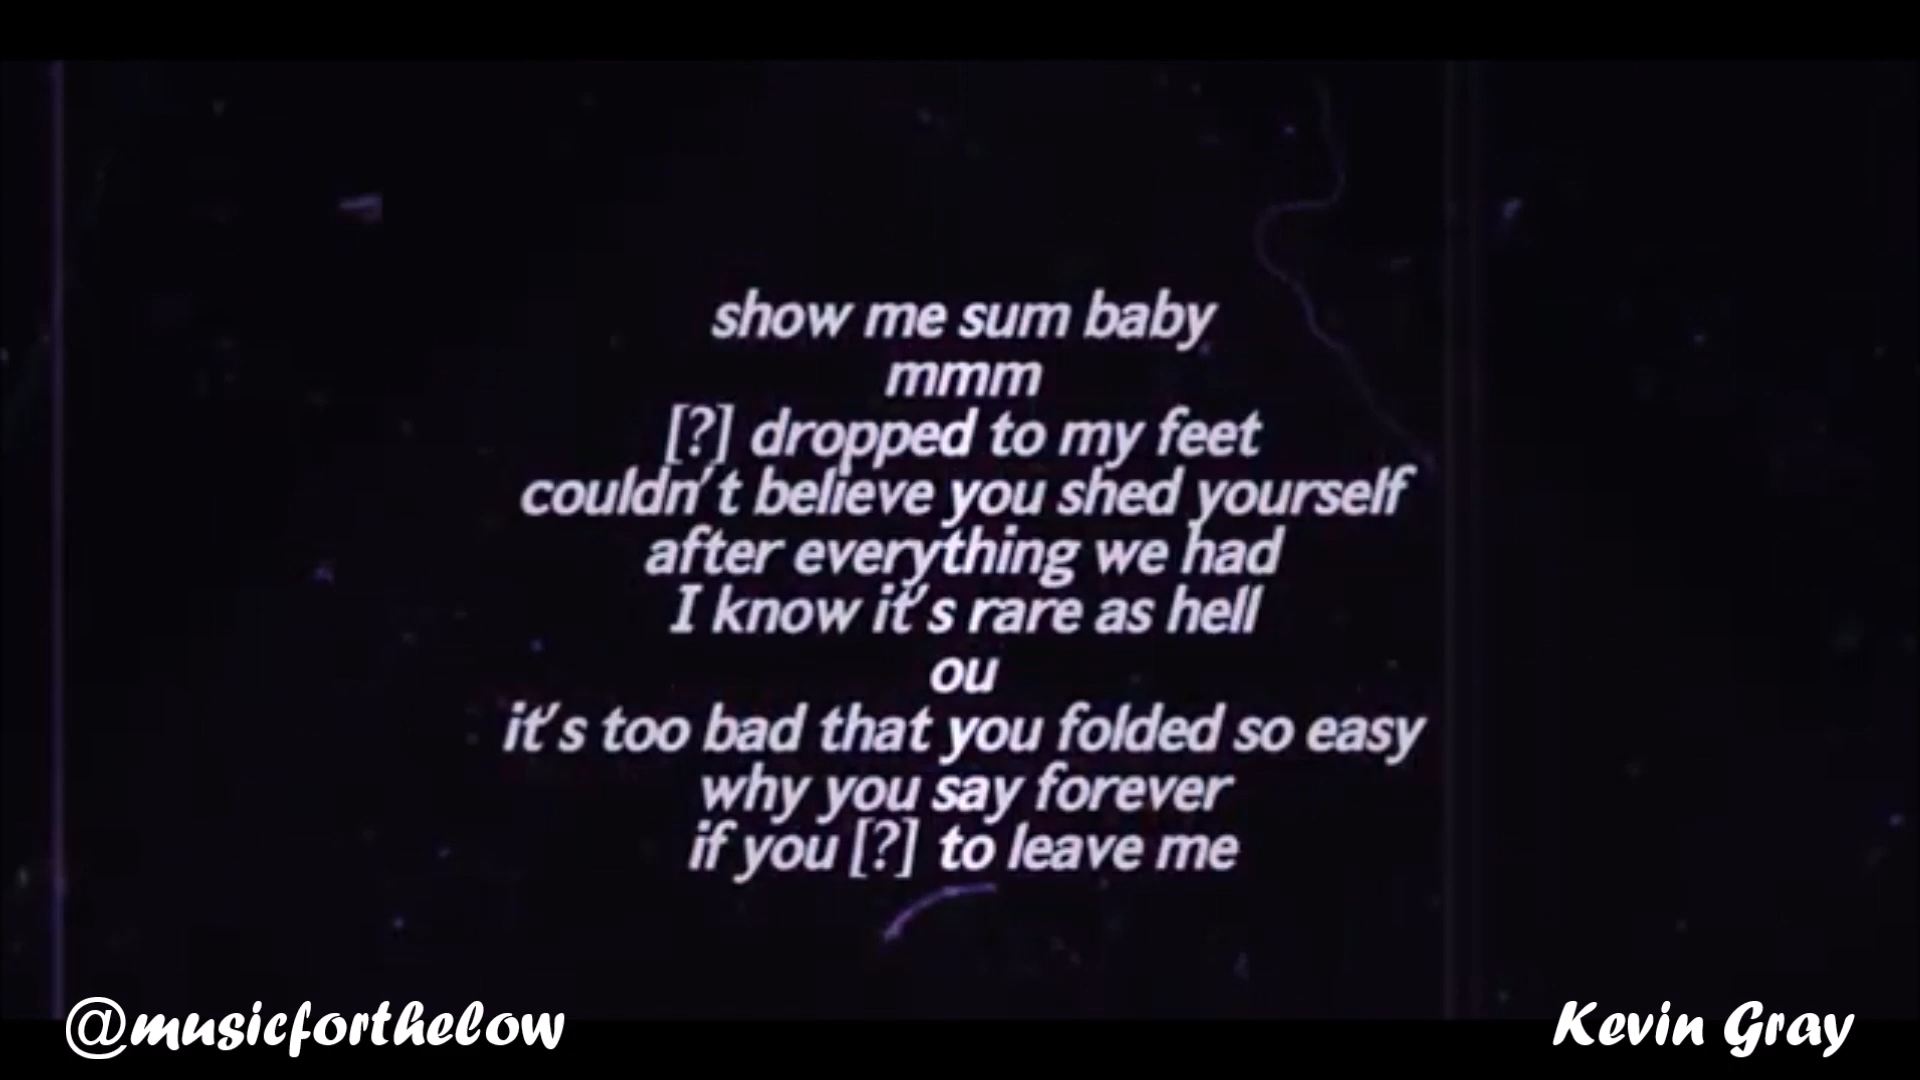 show me sum baby
mmm
[?] dropped to my feet
couldn't believe you shed yourself
after everything we had
I know it's rare as hell
ou
it's too bad that you folded so easy
why you say forever
if you [?] to leave me
@musicforthelow
Kevin Gray